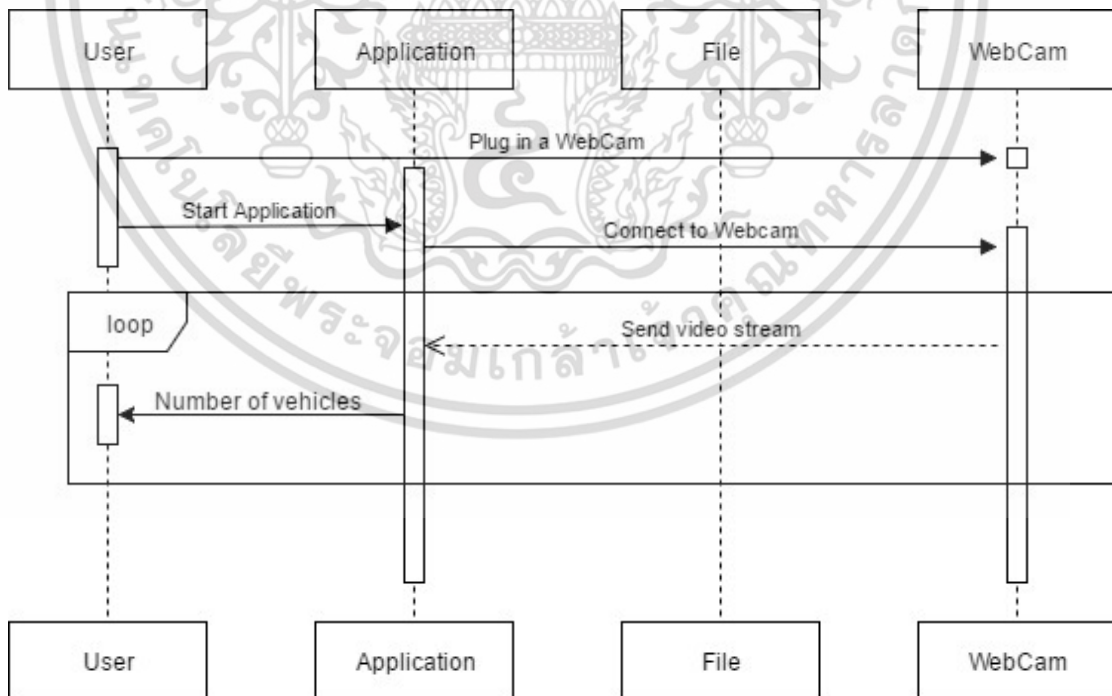 User
Application
File
WebCam
Plug in a WebCam
Start Application
Connect to Webcam
loop
Send video stream
Number of vehicles
User
Application
File
WebCam